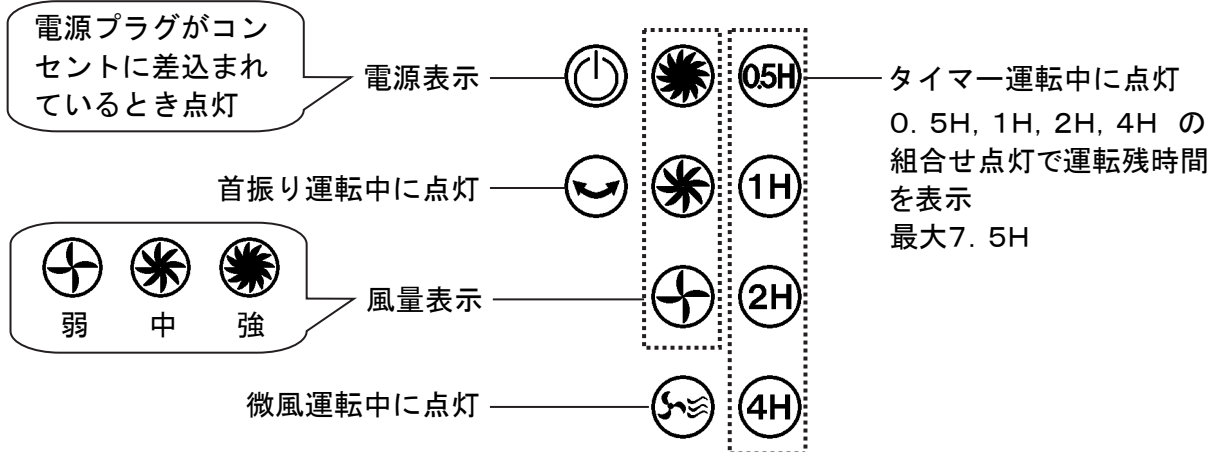 電源プラグがコン
セントに差込まれ
ているとき点灯
電源表示
0.5H
タイマー運転中に点灯
0.5H, 1H, 2H, 4H の
組合せ点灯で運転残時間
を表示
最大7.5H
首振り運転中に点灯
1H
弱 中 強
風量表示
2H
微風運転中に点灯
4H